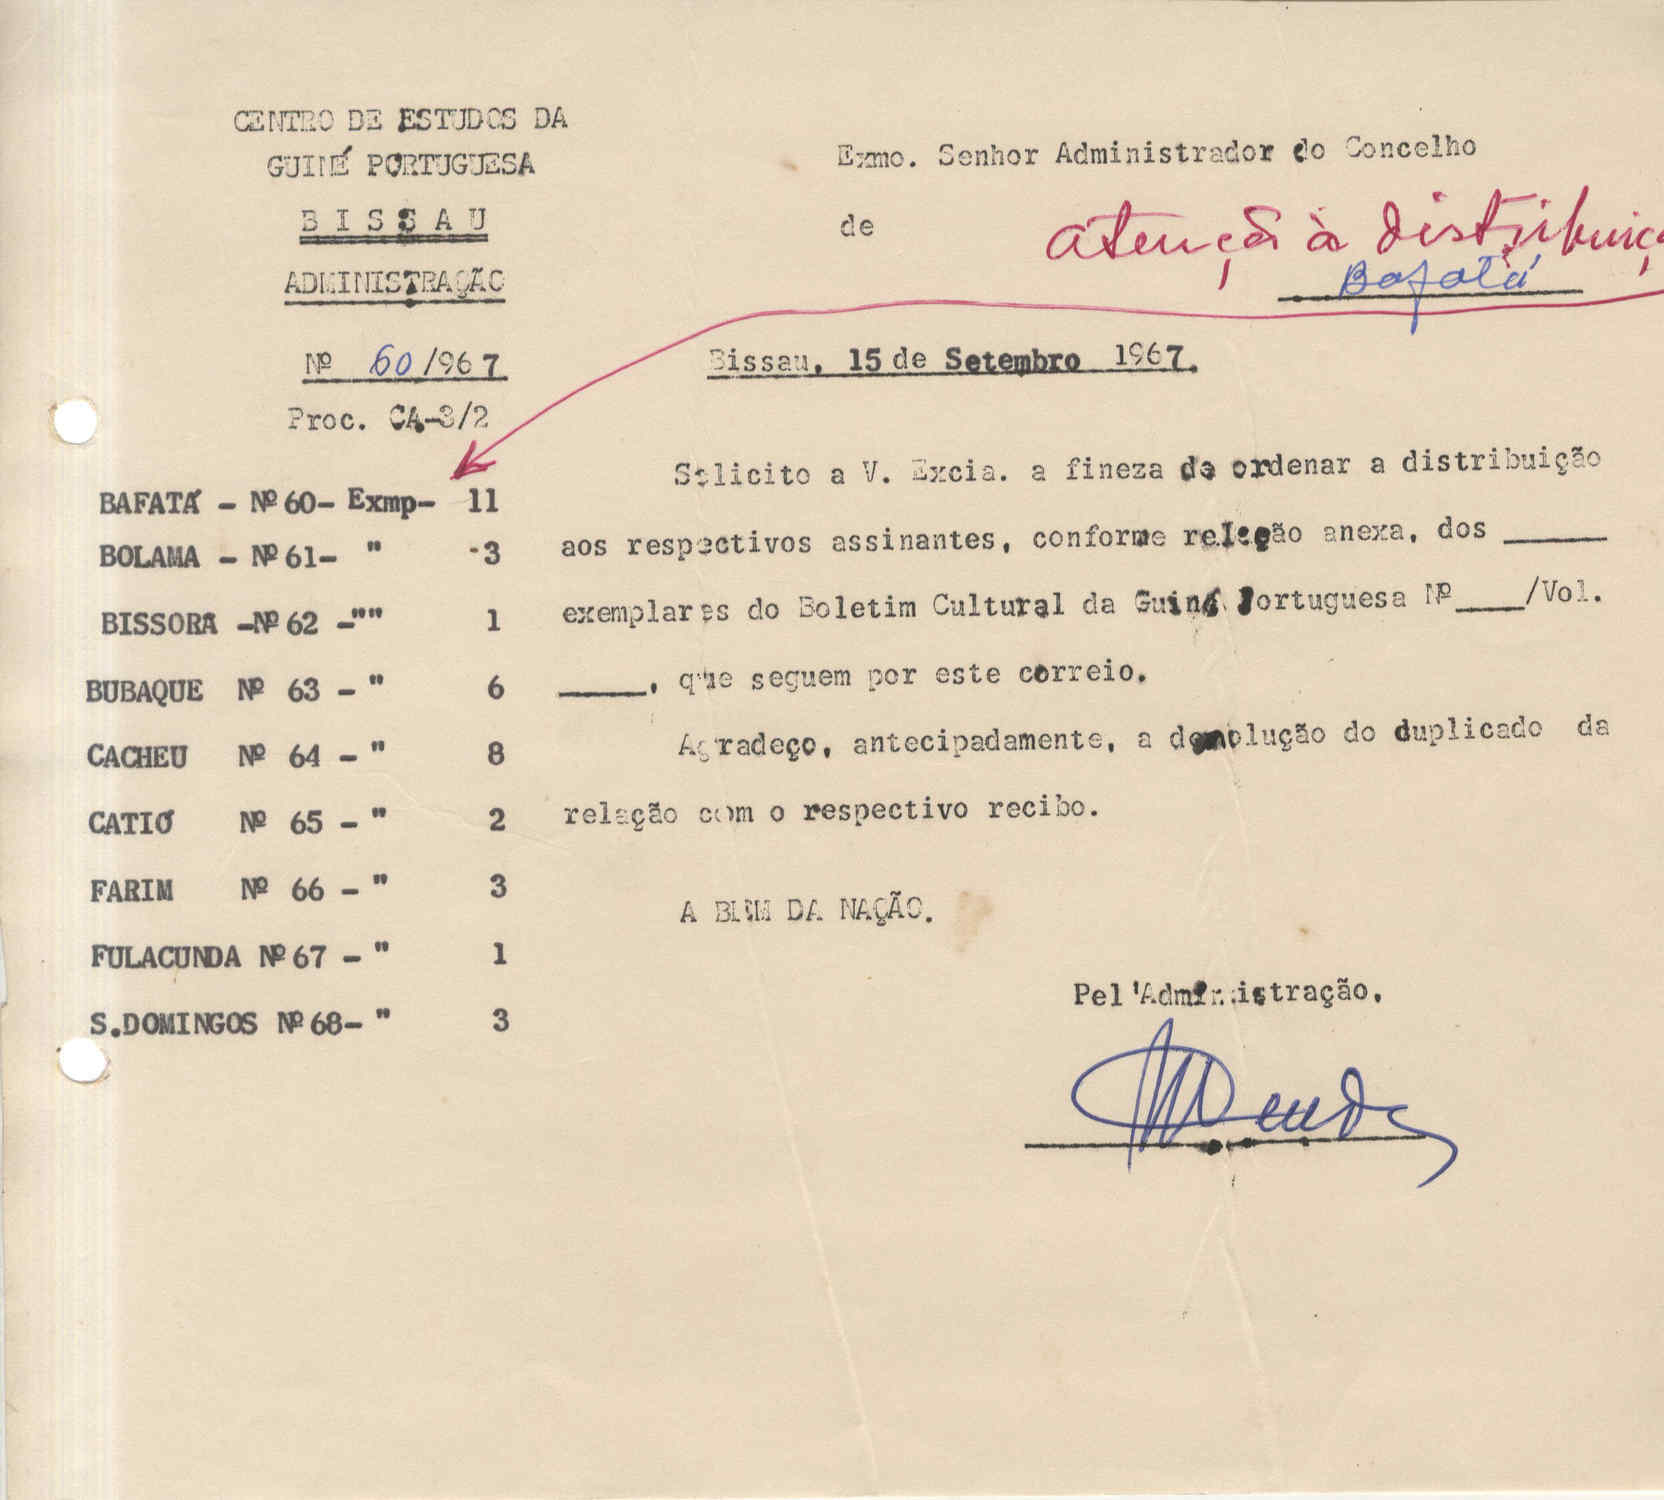 CENTRO DE ESTUDOS DA
GUINÉ PORTUGUESA
B I S S A U
ADMINISTRAÇÃO
Nº 60/967
Proc. CA-3/2
Exmo. Senhor Administrador do Concelho
de
atenção à distribuiç
Bafatá
Bissau, 15 de Setembro 1967.
BAFATÁ - Nº 60- Exmp- 11
BOLAMA - Nº 61- " -3
BISSORÃ -Nº 62 -"" 1
BUBAQUE Nº 63 - " 6
CACHEU Nº 64 - " 8
CATIÓ Nº 65 - " 2
FARIM Nº 66 - " 3
FULACUNDA Nº 67 - " 1
S.DOMINGOS Nº 68- " 3
Solicito a V. Excia. a fineza de ordenar a distribuição
aos respectivos assinantes, conforme relação anexa, dos _____
exemplares do Boletim Cultural da Guiné Portuguesa Nº____/Vol.
_____, que seguem por este correio.
Agradeço, antecipadamente, a devolução do duplicado da
relação com o respectivo recibo.
A BEM DA NAÇÃO.
Pel'Administração,